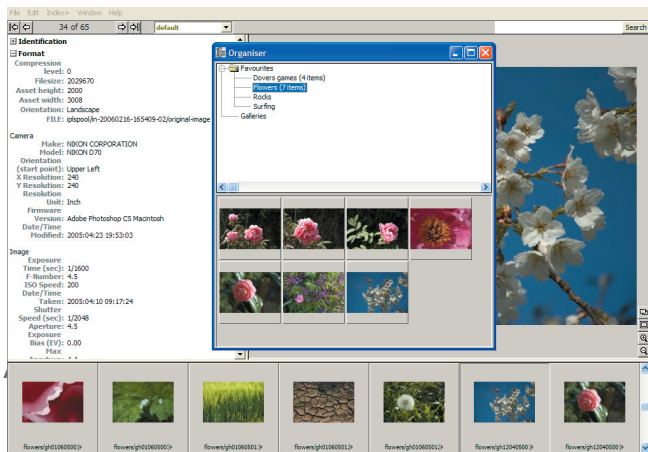 File Edit Index+ Window Help
34 of 65 default Search
Identification
Format
Compression
level: 0
Filesize: 2029670
Asset height: 2000
Asset width: 3008
Orientation: Landscape
FILE: iplspool/in-20060216-165409-02/original-image
Camera
Make: NIKON CORPORATION
Model: NIKON D70
Orientation
(start point): Upper Left
X Resolution: 240
Y Resolution: 240
Resolution
Unit: Inch
Firmware
Version: Adobe Photoshop CS Macintosh
Date/Time
Modified: 2005:04:23 19:53:03
Image
Exposure
Time (sec): 1/1600
F-Number: 4.5
ISO Speed: 200
Date/Time
Taken: 2005:04:10 09:17:24
Shutter
Speed (sec): 1/2048
Aperture: 4.5
Exposure
Bias (EV): 0.00
Max
Organiser
Favourites
Dovers games (4 items)
Flowers (7 items)
Rocks
Surfing
Galleries
flowers/gh01060500
flowers/gh01060500
flowers/gh01060501
flowers/gh01060501
flowers/gh01060501
flowers/gh12040500
flowers/gh12040500